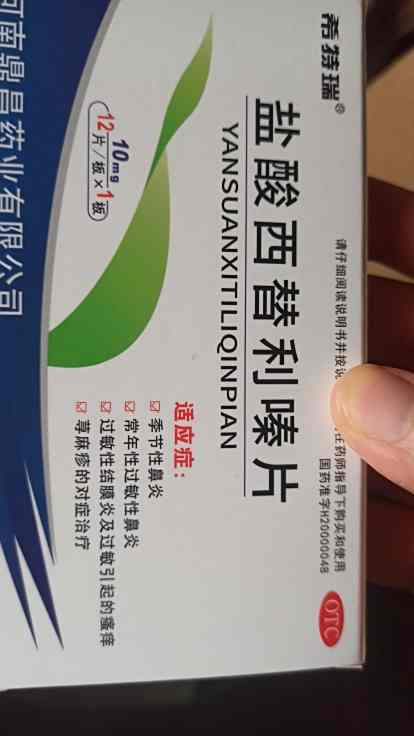 希特瑞®
请仔细阅读说明书并按说 在药师指导下购买和使用
国药准字H20000048
OTC
盐酸西替利嗪片
YANSUANXITILIQINPIAN
10mg
12片/板×1板
适应症:
☑ 季节性鼻炎
☑ 常年性过敏性鼻炎
☑ 过敏性结膜炎及过敏引起的瘙痒
☑ 荨麻疹的对症治疗
河南鼎昌药业有限公司